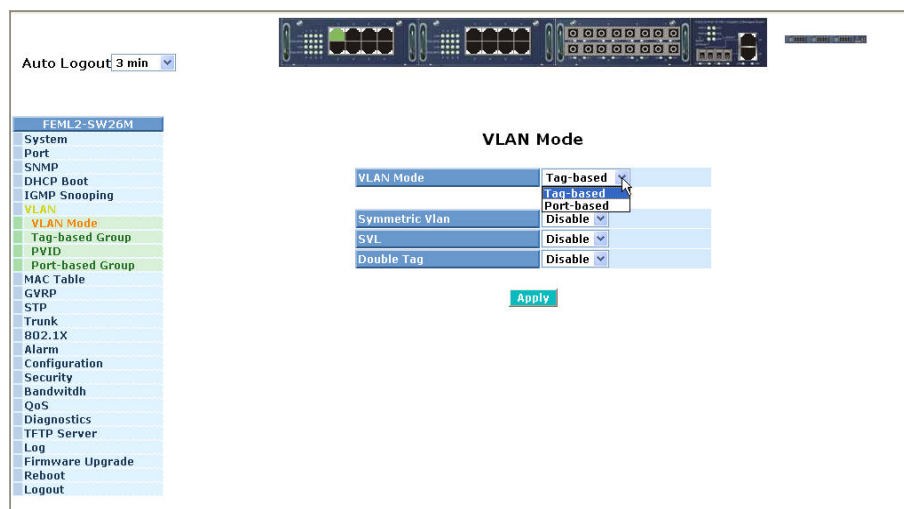 Auto Logout 3 min
FEML2-SW26M
System
Port
SNMP
DHCP Boot
IGMP Snooping
VLAN
VLAN Mode
Tag-based Group
PVID
Port-based Group
MAC Table
GVRP
STP
Trunk
802.1X
Alarm
Configuration
Security
Bandwitdh
QoS
Diagnostics
TFTP Server
Log
Firmware Upgrade
Reboot
Logout
VLAN Mode
VLAN Mode Tag-based
Tag-based
Port-based
Symmetric Vlan Disable
SVL Disable
Double Tag Disable
Apply